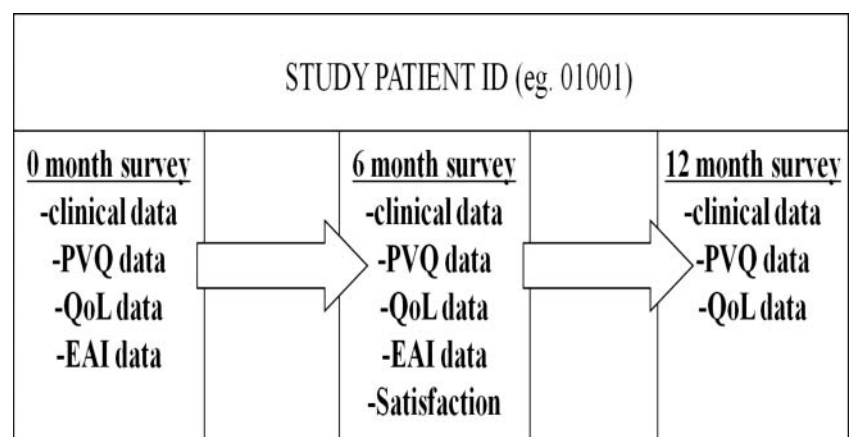 STUDY PATIENT ID (eg. 01001)
0 month survey
-clinical data
-PVQ data
-QoL data
-EAI data
6 month survey
-clinical data
-PVQ data
-QoL data
-EAI data
-Satisfaction
12 month survey
-clinical data
-PVQ data
-QoL data